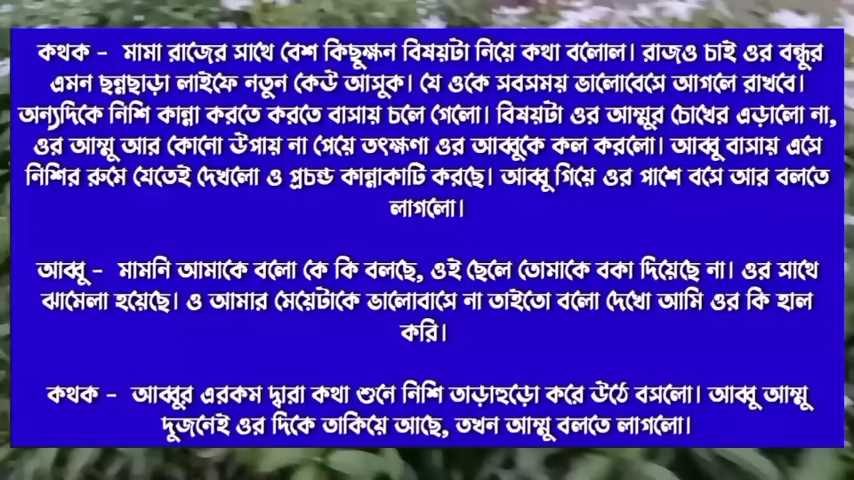 কথক - মামা রাজের সাথে বেশ কিছুক্ষন বিষয়টা নিয়ে কথা বলোল। রাজও চাই ওর বন্ধুর
এমন ছন্নছাড়া লাইফে নতুন কেউ আসুক। যে ওকে সবসময় ভালোবেসে আগলে রাখবে।
অন্যদিকে নিশি কান্না করতে করতে বাসায় চলে গেলো। বিষয়টা ওর আম্মুর চোখের এড়ালো না,
ওর আম্মু আর কোনো উপায় না পেয়ে তৎক্ষণা ওর আব্বুকে কল করলো। আব্বু বাসায় এসে
নিশির রুমে যেতেই দেখলো ও প্রচন্ড কান্নাকাটি করছে। আব্বু গিয়ে ওর পাশে বসে আর বলতে
লাগলো।
আব্বু - মামনি আমাকে বলো কে কি বলছে, ওই ছেলে তোমাকে বকা দিয়েছে না। ওর সাথে
ঝামেলা হয়েছে। ও আমার মেয়েটাকে ভালোবাসে না তাইতো বলো দেখো আমি ওর কি হাল
করি।
কথক - আব্বুর এরকম দ্বারা কথা শুনে নিশি তাড়াহুড়ো করে উঠে বসলো। আব্বু আম্মু
দুজনেই ওর দিকে তাকিয়ে আছে, তখন আম্মু বলতে লাগলো।